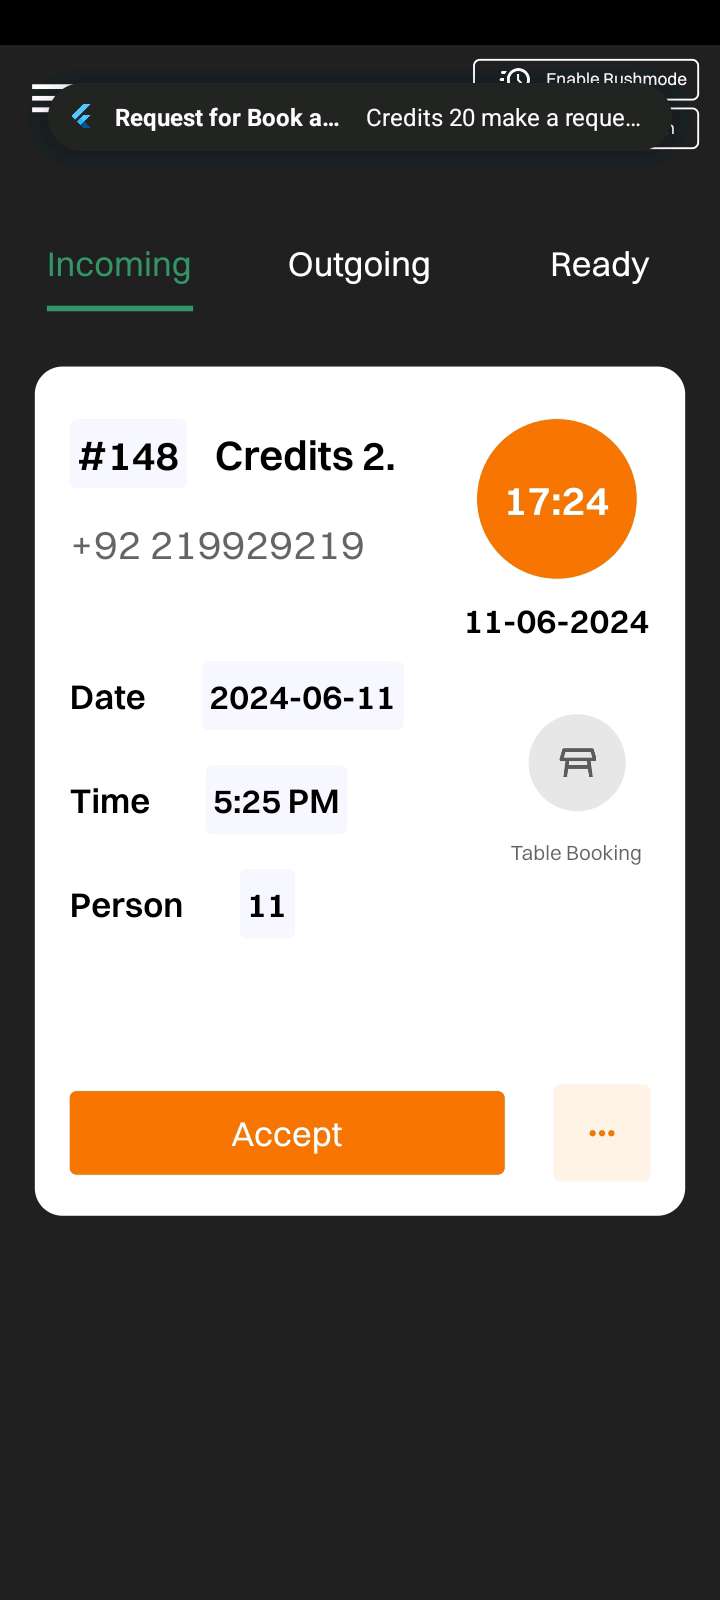 Enable Rushmode
Request for Book a... Credits 20 make a reque...
Incoming Outgoing Ready
#148 Credits 2.
17:24
+92 219929219
11-06-2024
Date 2024-06-11
Time 5:25 PM
Table Booking
Person 11
Accept